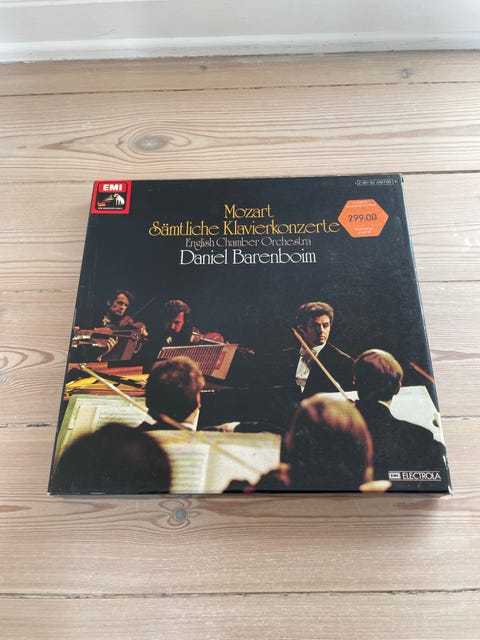 EMI
Mozart
Sämtliche Klavierkonzerte
English Chamber Orchestra
Daniel Barenboim
299.00
EMI ELECTROLA